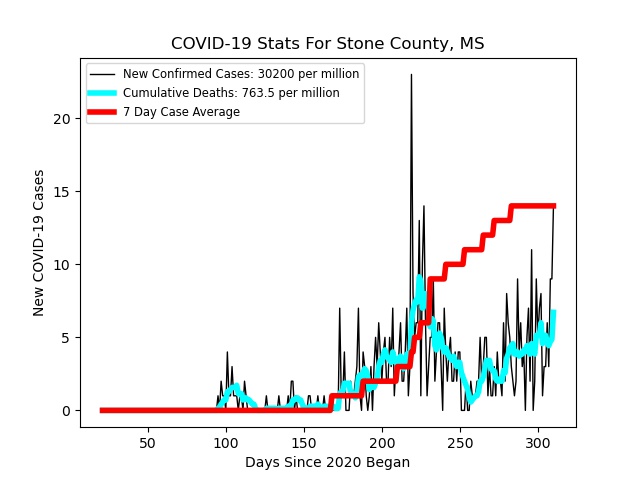 COVID-19 Stats For Stone County, MS
New Confirmed Cases: 30200 per million
Cumulative Deaths: 763.5 per million
7 Day Case Average
New COVID-19 Cases
20
15
10
5
0
50 100 150 200 250 300
Days Since 2020 Began